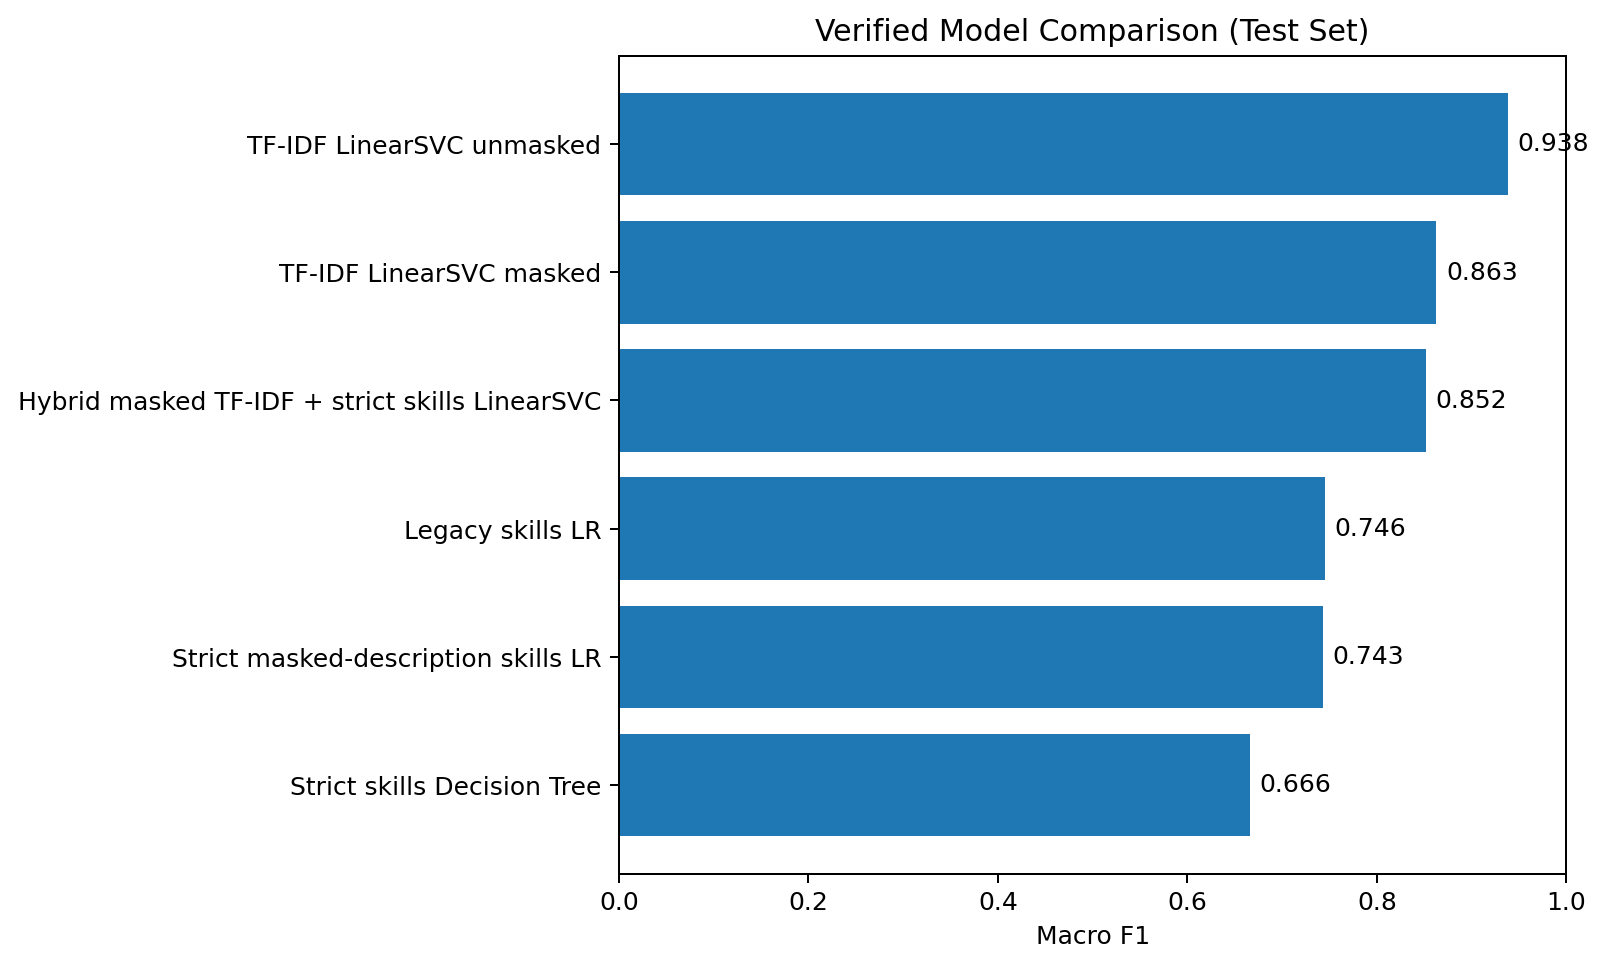 Verified Model Comparison (Test Set)
TF-IDF LinearSVC unmasked 0.938
TF-IDF LinearSVC masked 0.863
Hybrid masked TF-IDF + strict skills LinearSVC 0.852
Legacy skills LR 0.746
Strict masked-description skills LR 0.743
Strict skills Decision Tree 0.666
0.0 0.2 0.4 0.6 0.8 1.0
Macro F1